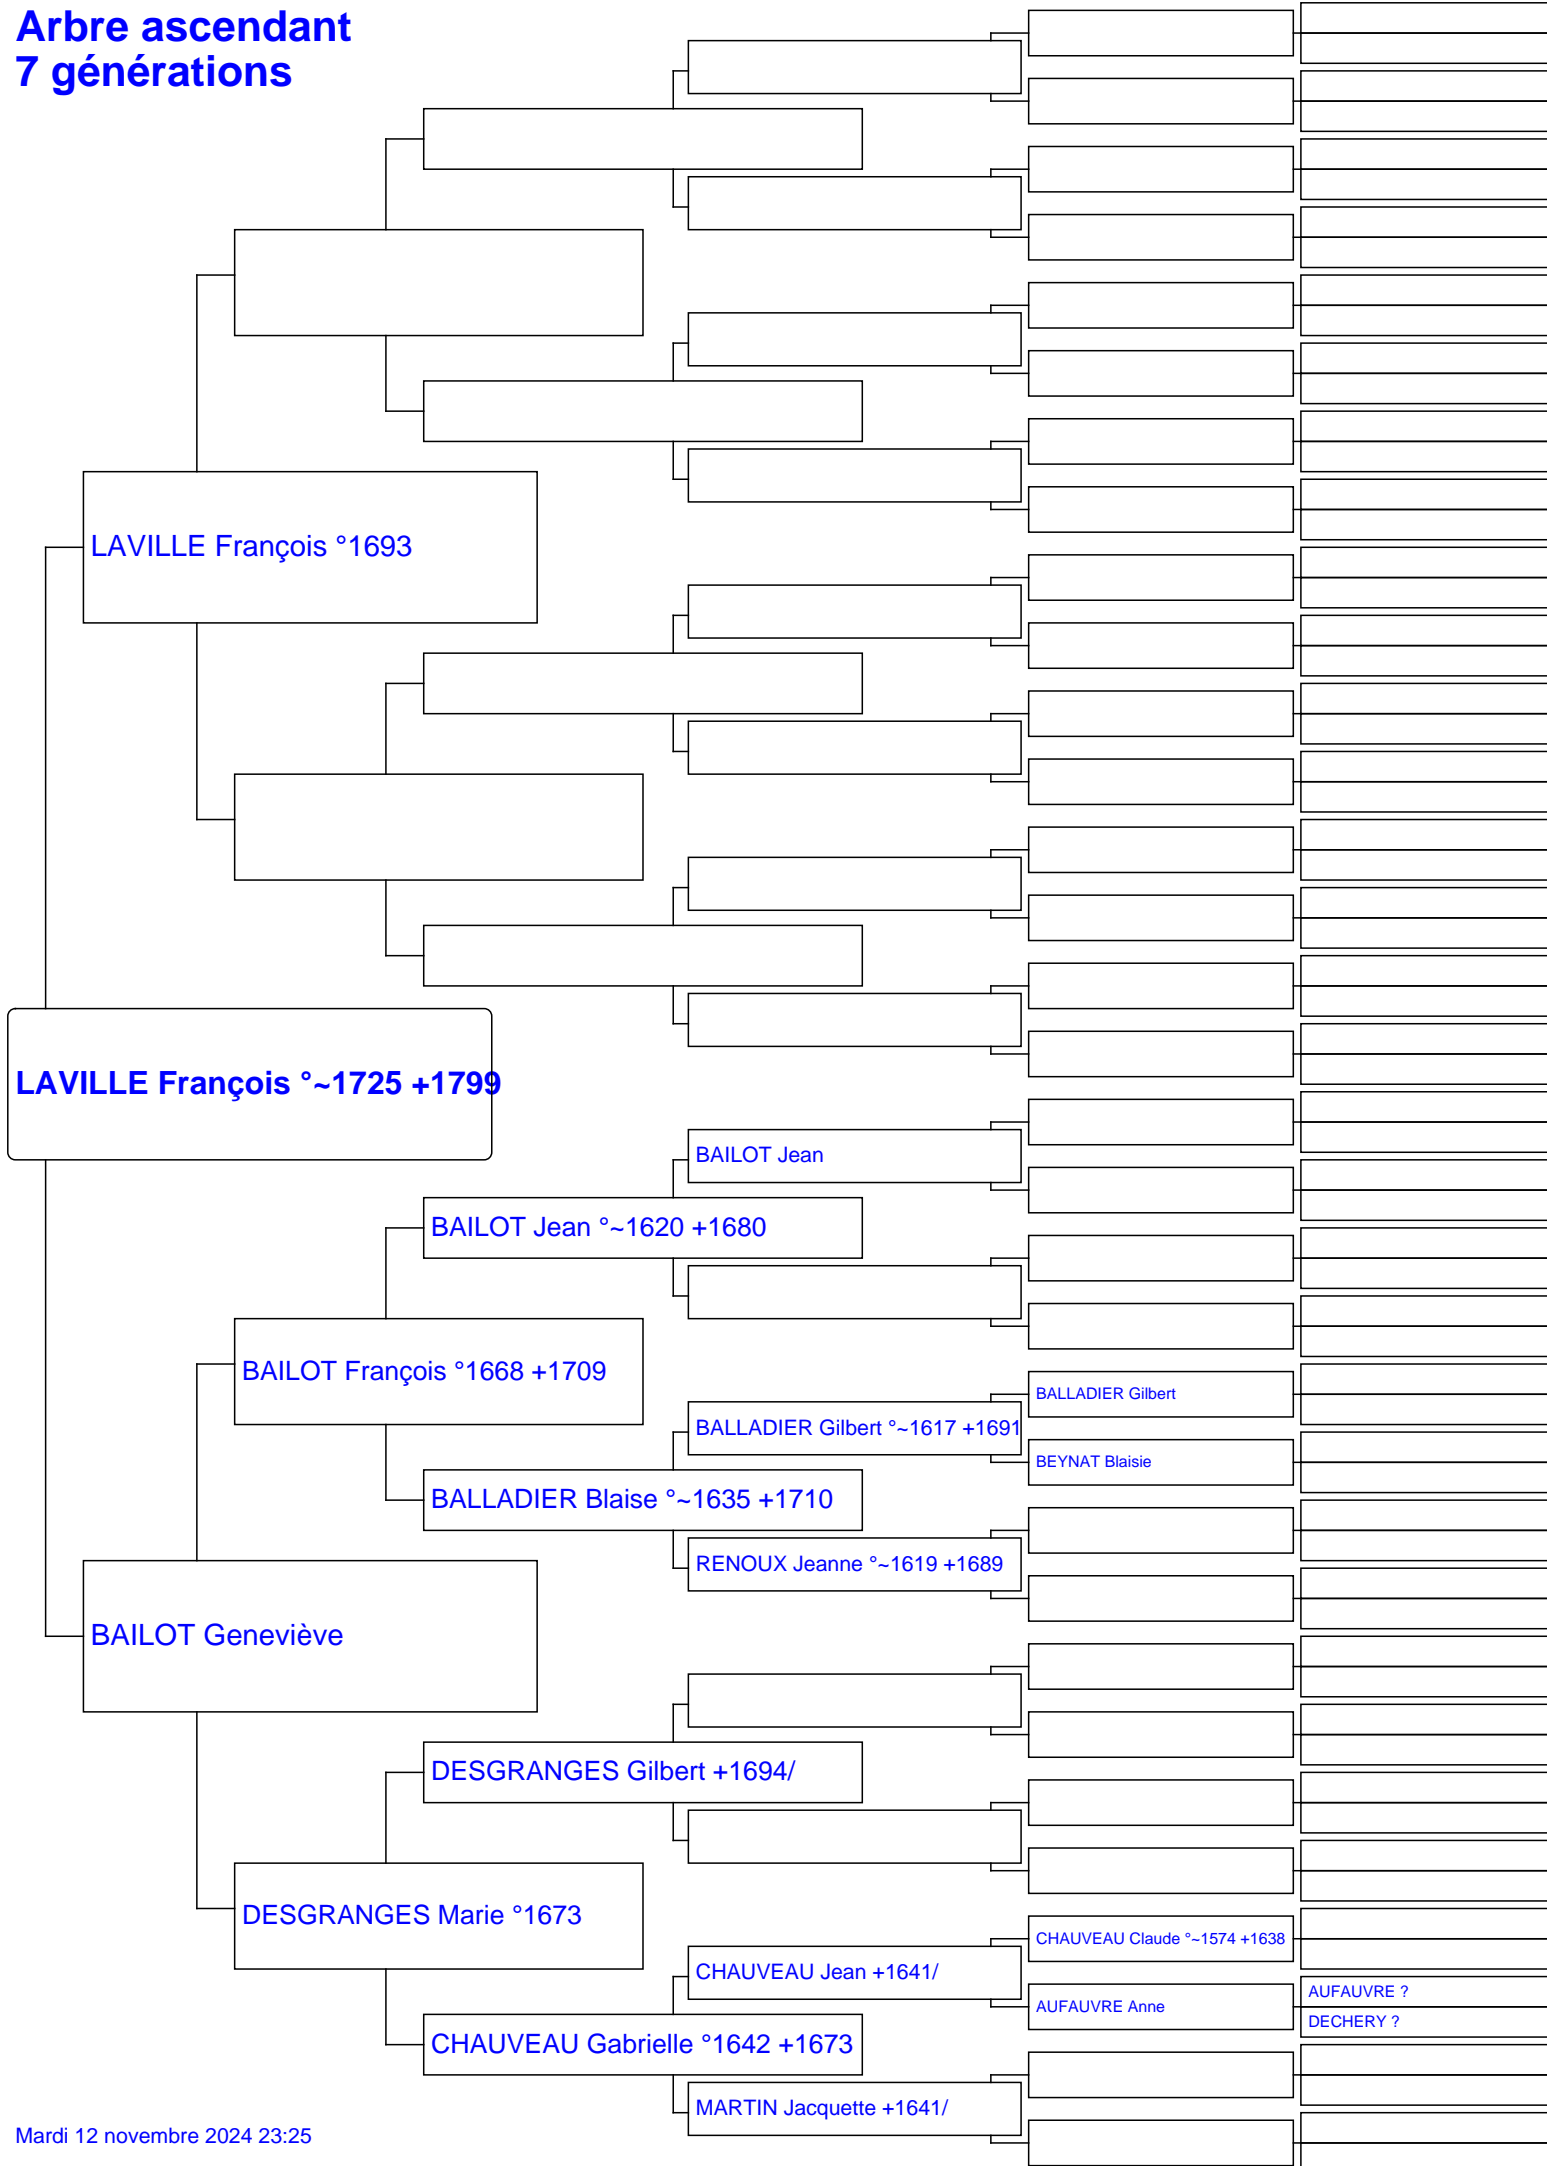 Arbre ascendant
7 générations
LAVILLE François °1693
LAVILLE François °~1725 +1799
BAILOT Jean
BAILOT Jean °~1620 +1680
BAILOT François °1668 +1709
BALLADIER Gilbert
BALLADIER Gilbert °~1617 +1691
BEYNAT Blaisie
BALLADIER Blaise °~1635 +1710
RENOUX Jeanne °~1619 +1689
BAILOT Geneviève
DESGRANGES Gilbert +1694/
DESGRANGES Marie °1673
CHAUVEAU Claude °~1574 +1638
CHAUVEAU Jean +1641/
AUFAUVRE ?
AUFAUVRE Anne
DECHERY ?
CHAUVEAU Gabrielle °1642 +1673
MARTIN Jacquette +1641/
Mardi 12 novembre 2024 23:25